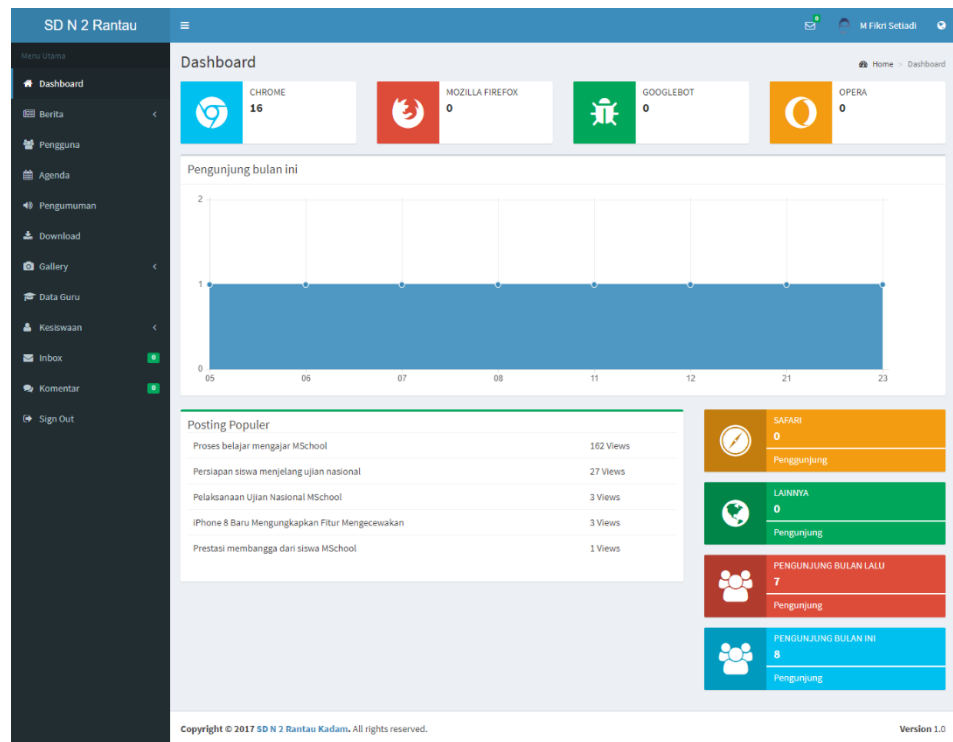 SD N 2 Rantau
0
M Fikri Setiadi
Menu Utama
Dashboard
Berita
Pengguna
Agenda
Pengumuman
Download
Gallery
Data Guru
Kesiswaan
Inbox 0
Komentar 0
Sign Out
Dashboard
Home > Dashboard
CHROME
16
MOZILLA FIREFOX
0
GOOGLEBOT
0
OPERA
0
Pengunjung bulan ini
2
1
0
05 06 07 08 11 12 21 23
Posting Populer
Proses belajar mengajar MSchool 162 Views
Persiapan siswa menjelang ujian nasional 27 Views
Pelaksanaan Ujian Nasional MSchool 3 Views
iPhone 8 Baru Mengungkapkan Fitur Mengecewakan 3 Views
Prestasi membangga dari siswa MSchool 1 Views
SAFARI
0
Penggunjung
LAINNYA
0
Pengunjung
PENGUNJUNG BULAN LALU
7
Pengunjung
PENGUNJUNG BULAN INI
8
Pengunjung
Copyright © 2017 SD N 2 Rantau Kadam. All rights reserved.
Version 1.0